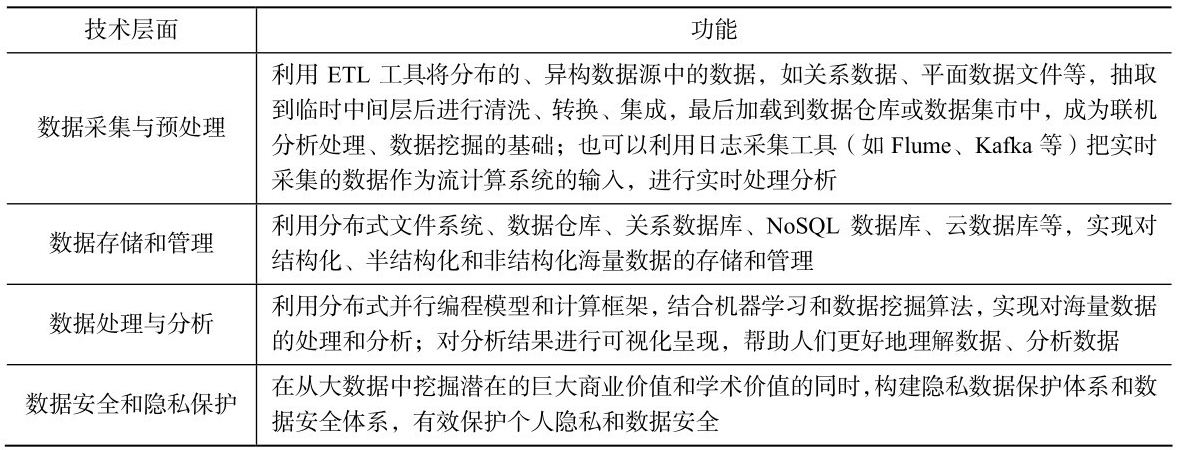 技术层面 功能
数据采集与预处理
利用 ETL 工具将分布的、异构数据源中的数据，如关系数据、平面数据文件等，抽取
到临时中间层后进行清洗、转换、集成，最后加载到数据仓库或数据集市中，成为联机
分析处理、数据挖掘的基础；也可以利用日志采集工具（如 Flume、Kafka 等）把实时
采集的数据作为流计算系统的输入，进行实时处理分析
数据存储和管理
利用分布式文件系统、数据仓库、关系数据库、NoSQL 数据库、云数据库等，实现对
结构化、半结构化和非结构化海量数据的存储和管理
数据处理与分析
利用分布式并行编程模型和计算框架，结合机器学习和数据挖掘算法，实现对海量数据
的处理和分析；对分析结果进行可视化呈现，帮助人们更好地理解数据、分析数据
数据安全和隐私保护
在从大数据中挖掘潜在的巨大商业价值和学术价值的同时，构建隐私数据保护体系和数
据安全体系，有效保护个人隐私和数据安全